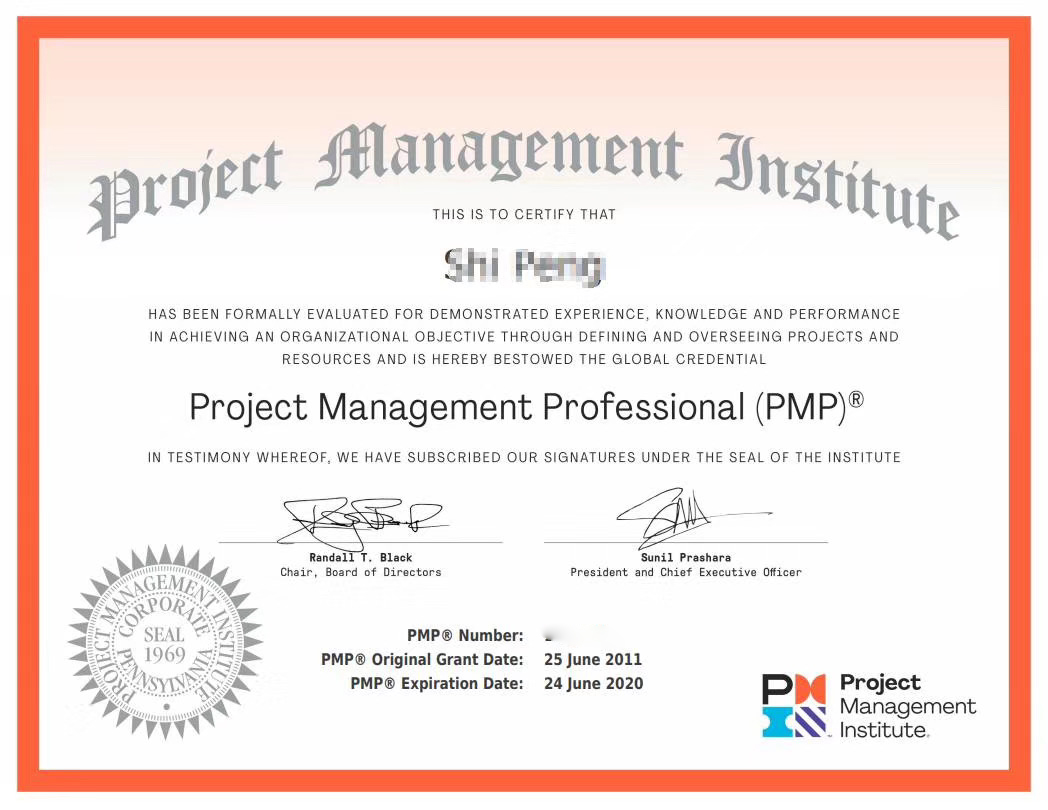 Project Management Institute
THIS IS TO CERTIFY THAT
Shi Peng
HAS BEEN FORMALLY EVALUATED FOR DEMONSTRATED EXPERIENCE, KNOWLEDGE AND PERFORMANCE
IN ACHIEVING AN ORGANIZATIONAL OBJECTIVE THROUGH DEFINING AND OVERSEEING PROJECTS AND
RESOURCES AND IS HEREBY BESTOWED THE GLOBAL CREDENTIAL
Project Management Professional (PMP)®
IN TESTIMONY WHEREOF, WE HAVE SUBSCRIBED OUR SIGNATURES UNDER THE SEAL OF THE INSTITUTE
Randall T. Black
Chair, Board of Directors
Sunil Prashara
President and Chief Executive Officer
PROJECT MANAGEMENT INSTITUTE
CORPORATE
SEAL
1969
PENNSYLVANIA
PMP® Number:
PMP® Original Grant Date: 25 June 2011
PMP® Expiration Date: 24 June 2020
Project
Management
Institute.